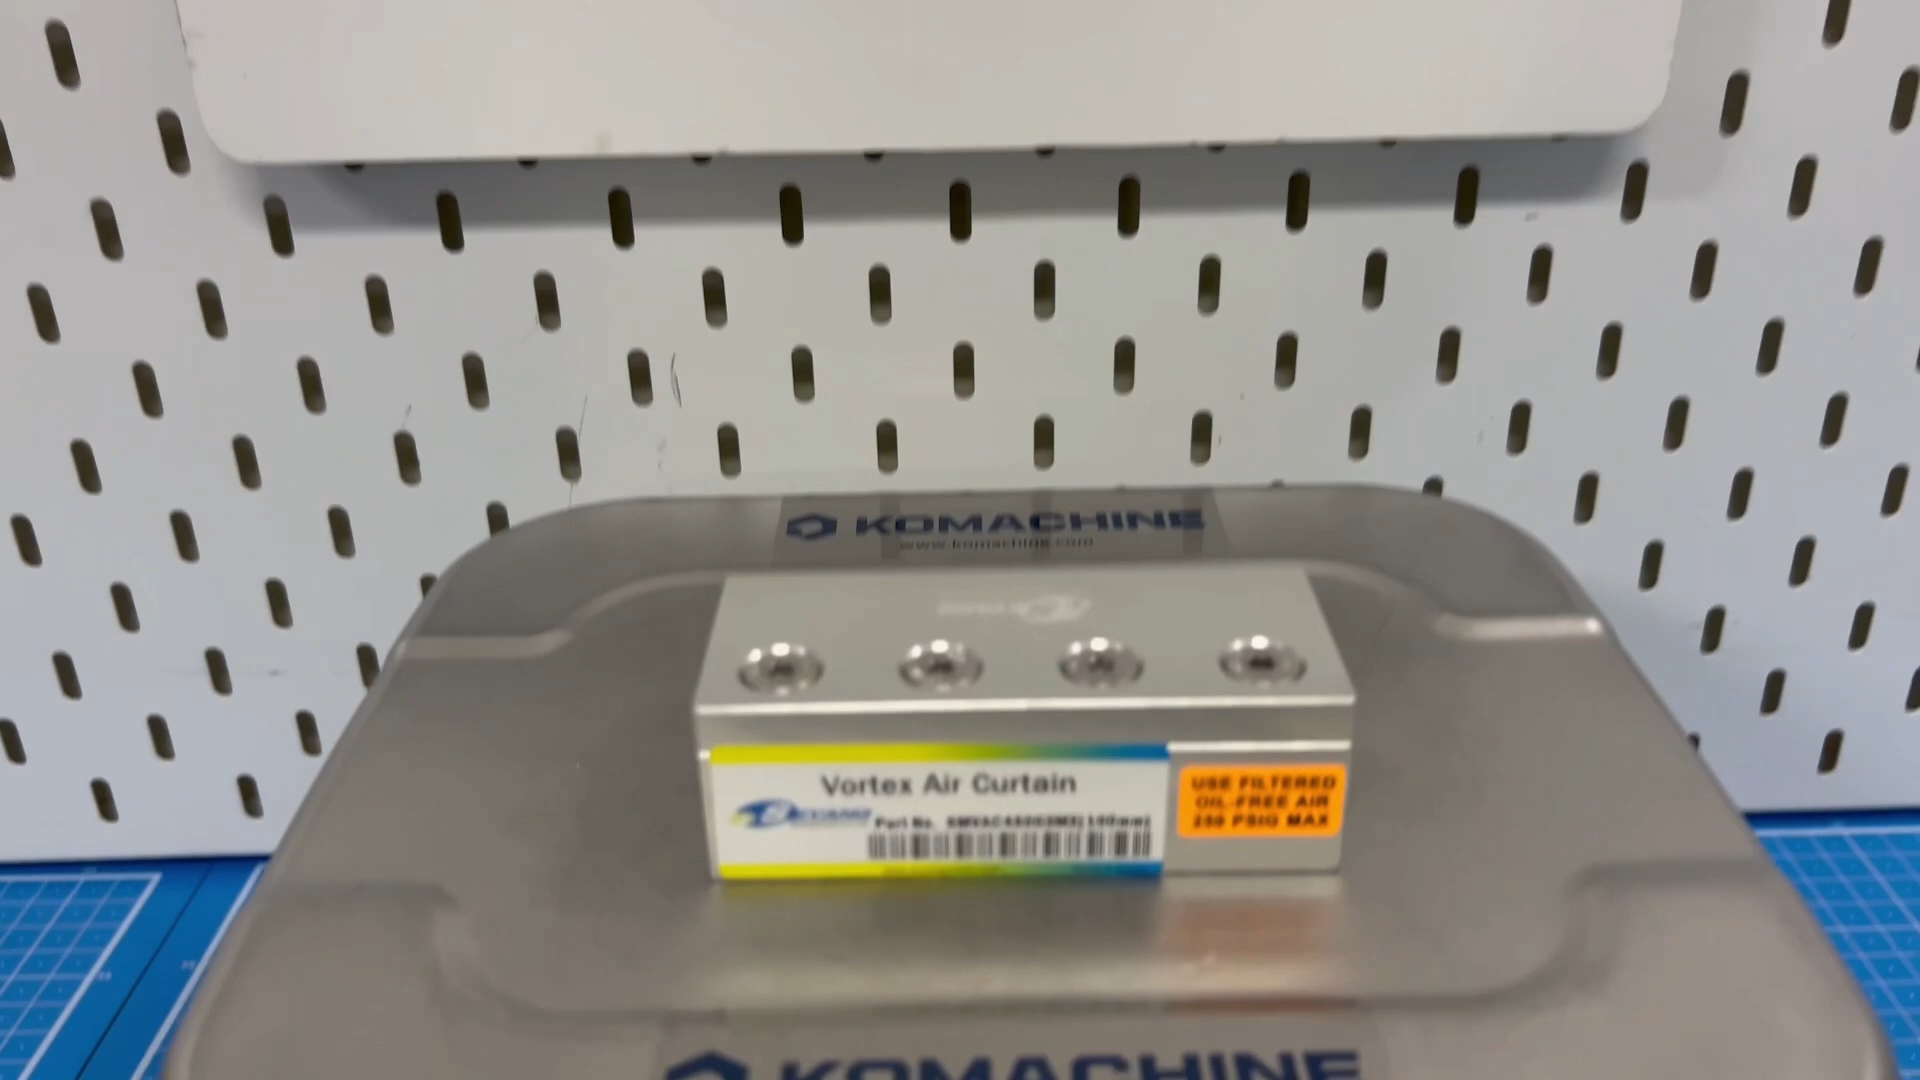 KOMACHINE
www.komachine.com
Vortex Air Curtain
Part No.
USE FILTERED
OIL-FREE AIR
250 PSIG MAX
KOMACHINE